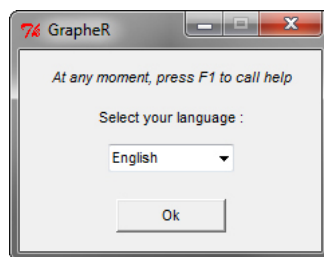 GrapheR
At any moment, press F1 to call help
Select your language :
English
Ok